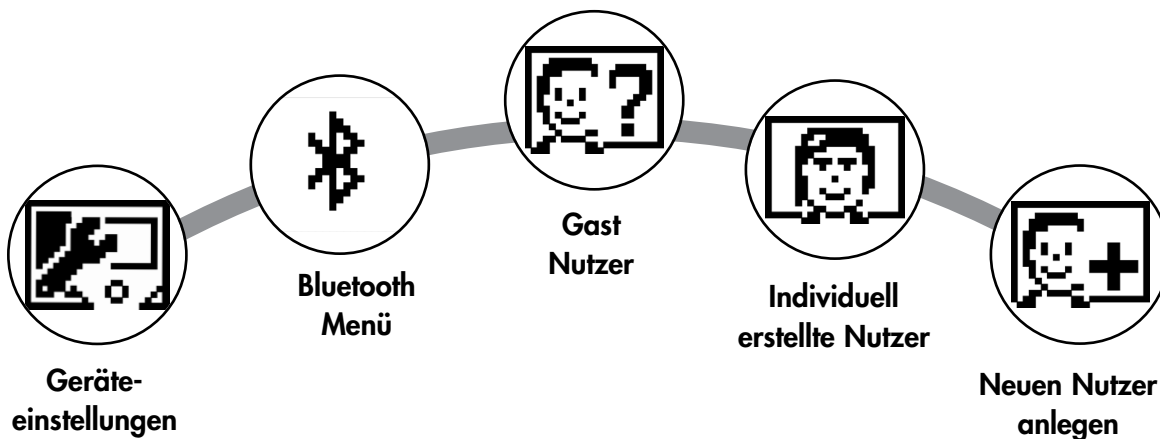 Geräte-
einstellungen
Bluetooth
Menü
Gast
Nutzer
Individuell
erstellte Nutzer
Neuen Nutzer
anlegen